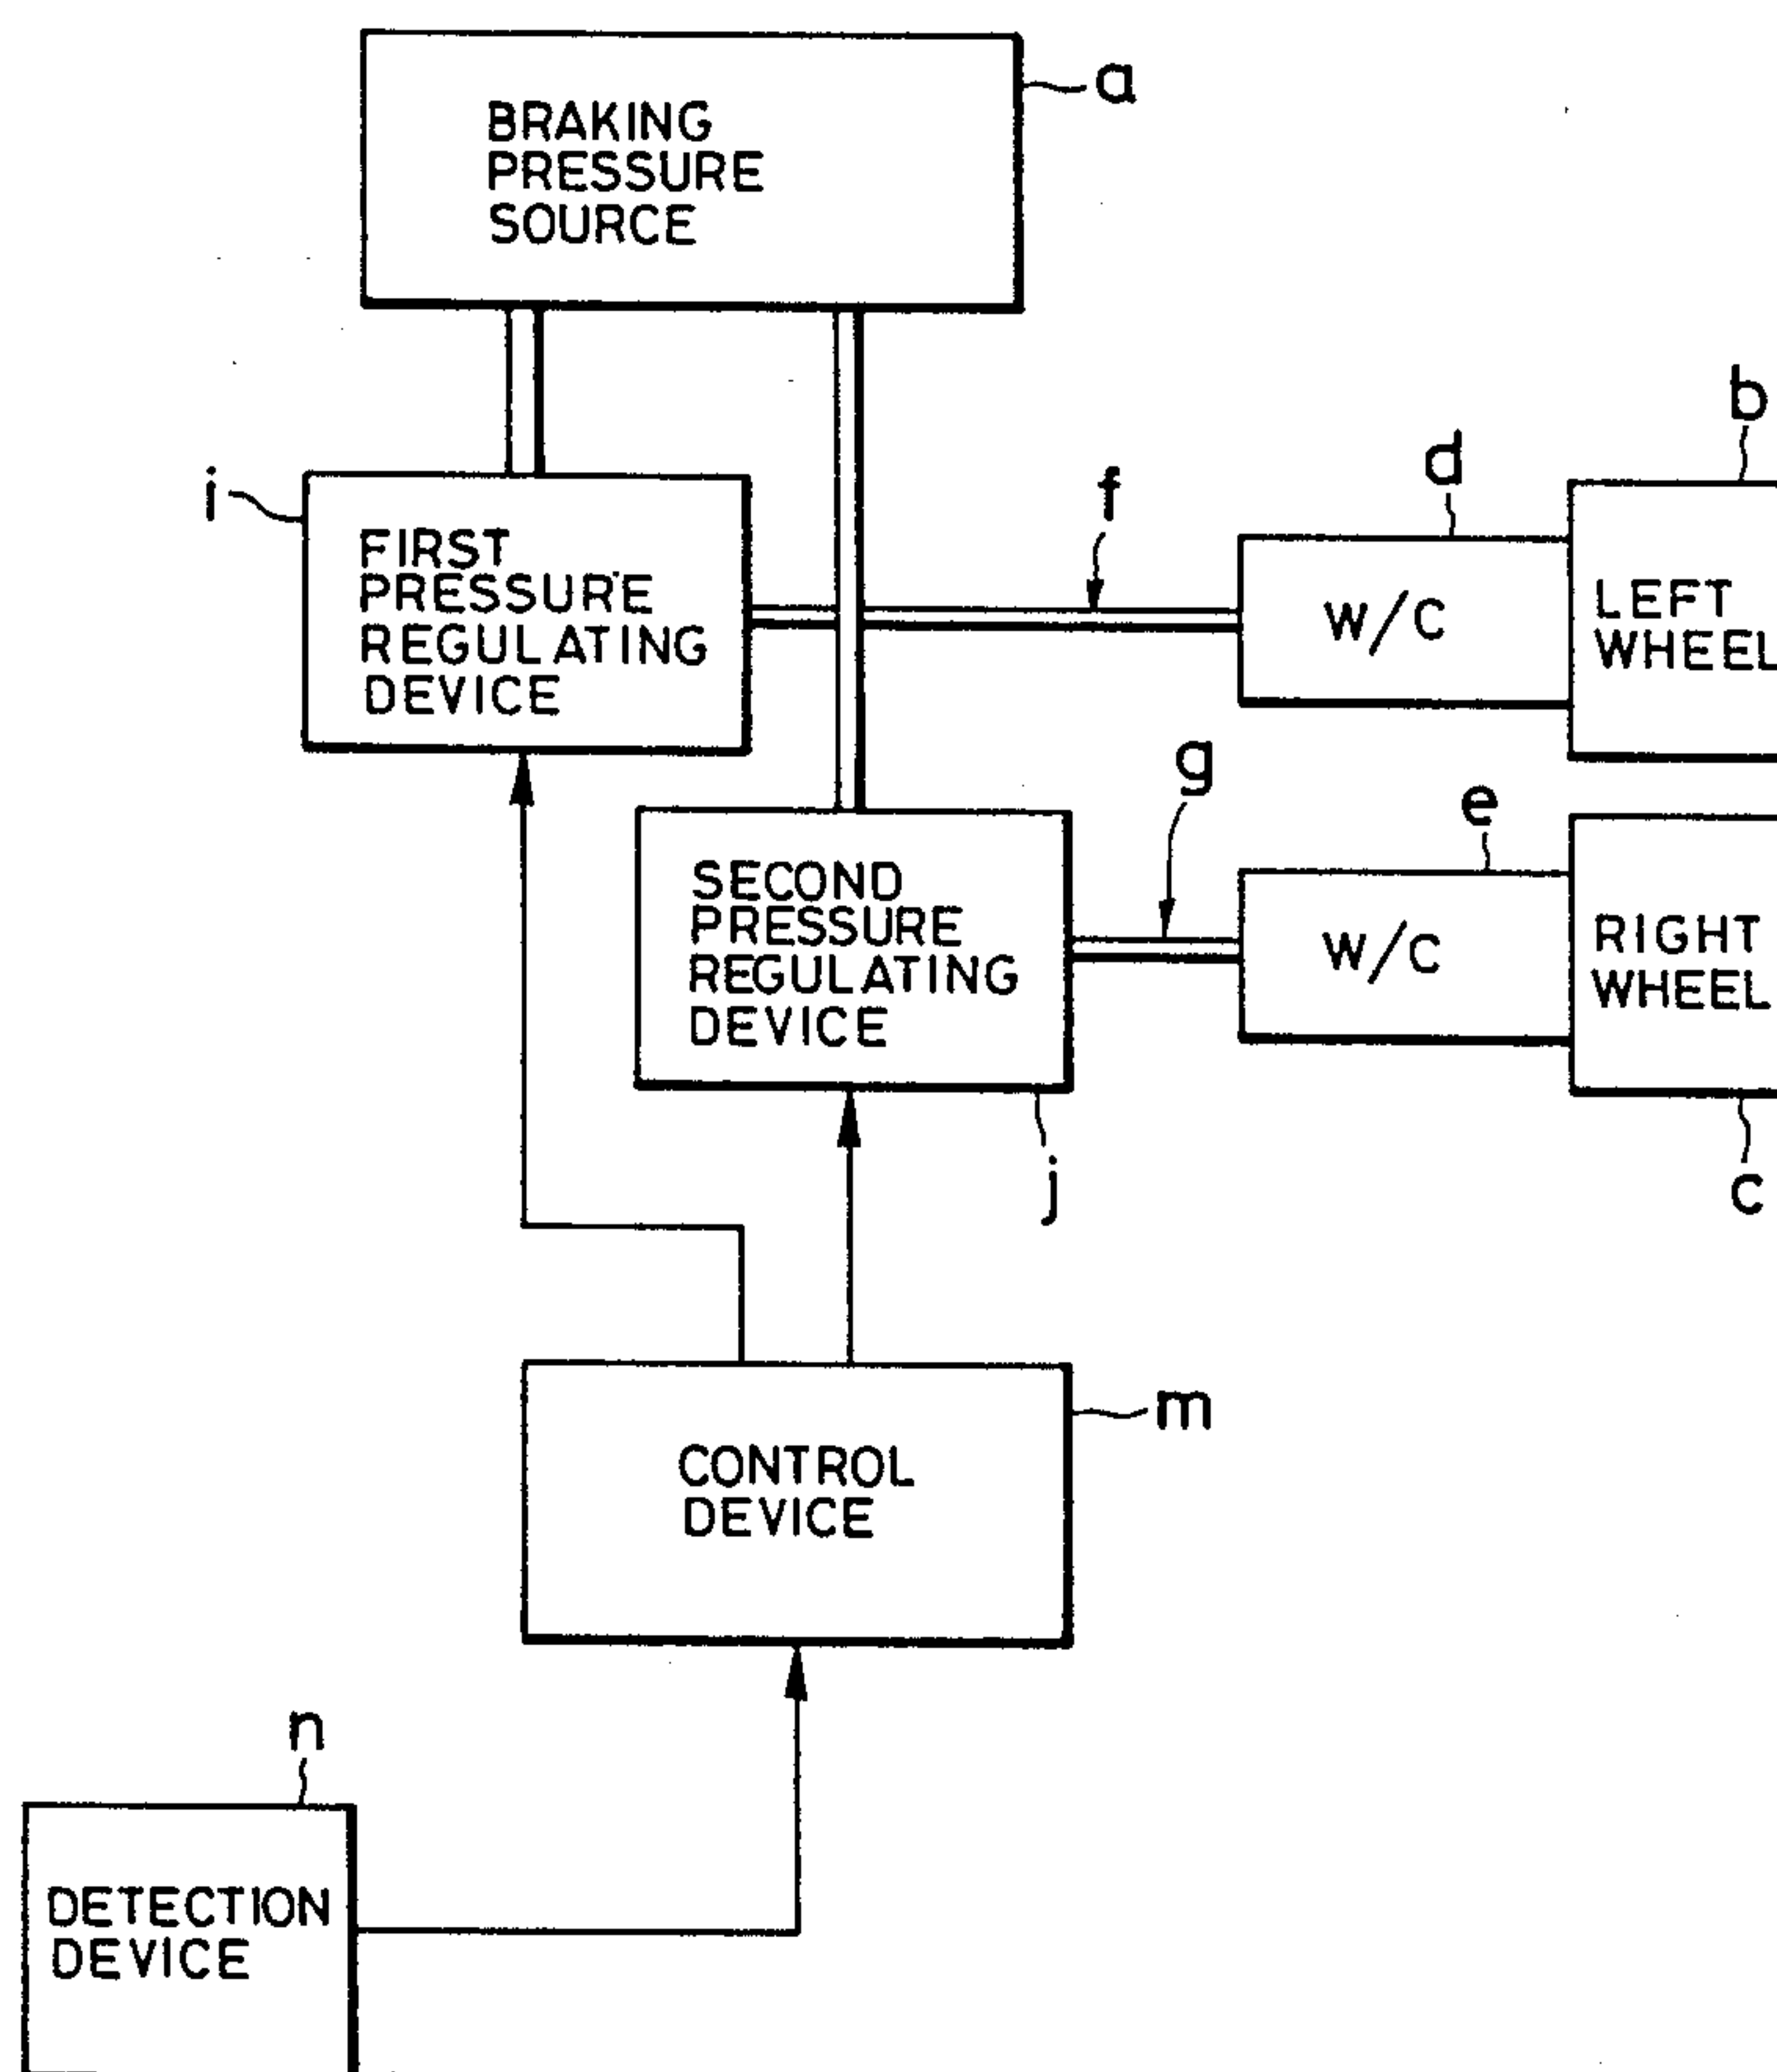 a
BRAKING
PRESSURE
SOURCE
b
d
f
i
FIRST
PRESSURE
REGULATING
DEVICE
W/C
LEFT
WHEEL
g
e
SECOND
PRESSURE
REGULATING
DEVICE
W/C
RIGHT
WHEEL
j
c
m
CONTROL
DEVICE
n
DETECTION
DEVICE